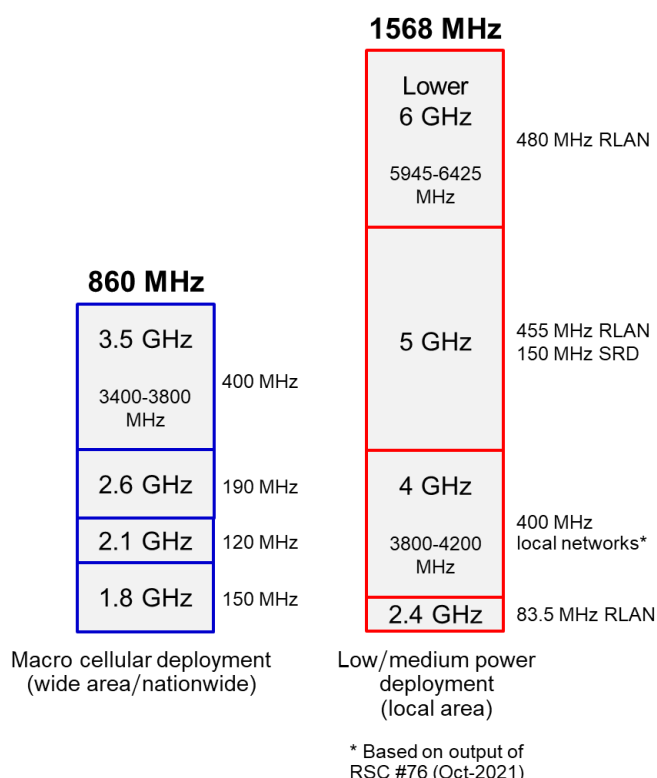 1568 MHz
Lower
6 GHz
5945-6425
MHz
480 MHz RLAN
860 MHz
3.5 GHz
3400-3800
MHz
400 MHz
5 GHz
455 MHz RLAN
150 MHz SRD
2.6 GHz
190 MHz
4 GHz
3800-4200
MHz
400 MHz
local networks*
2.1 GHz
120 MHz
1.8 GHz
150 MHz
2.4 GHz
83.5 MHz RLAN
Macro cellular deployment
(wide area/nationwide)
Low/medium power
deployment
(local area)
* Based on output of
RSC #76 (Oct-2021)